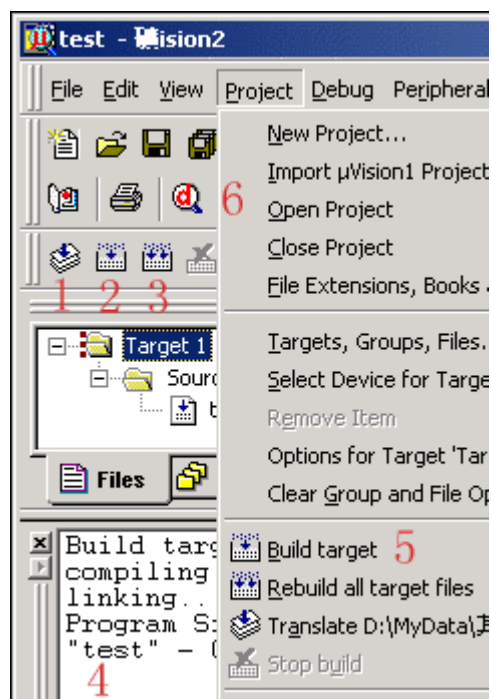 test - µVision2
File Edit View Project Debug Peripheral
New Project...
Import µVision1 Project
6
Open Project
Close Project
File Extensions, Books
1 2 3
Target 1
Targets, Groups, Files.
Sour
Select Device for Targe
t
Remove Item
Options for Target 'Tar
Files
Clear Group and File Op
Build targ
Build target 5
compiling
Rebuild all target files
linking..
Program S
Translate D:\MyData\其
"test" - (
Stop build
4